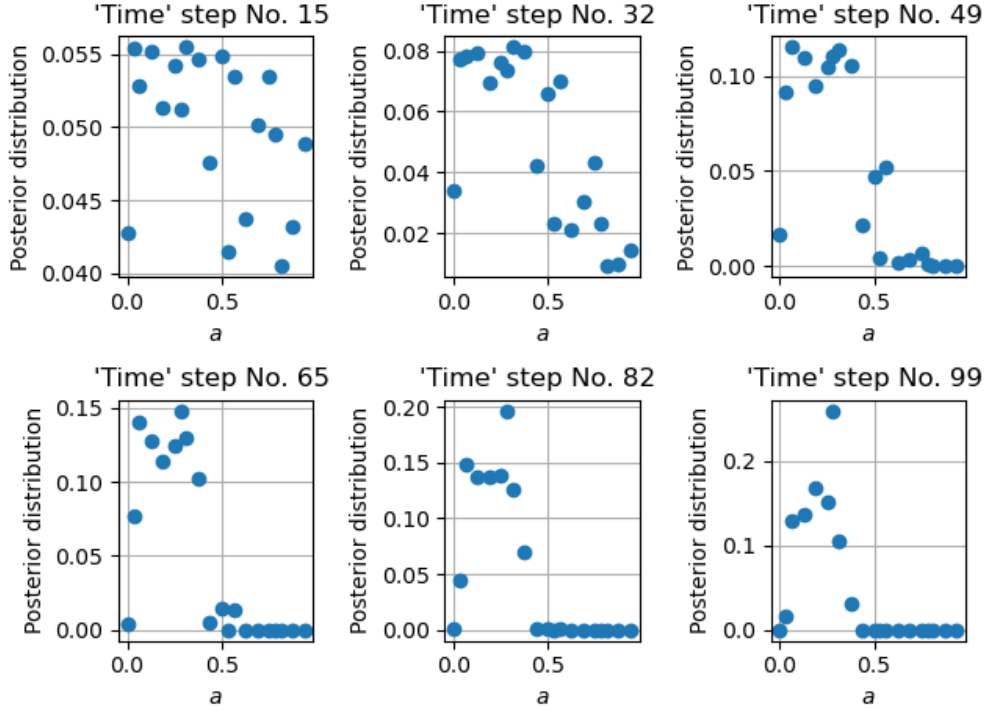 'Time' step No. 15
Posterior distribution
0.055
0.050
0.045
0.040
0.0
0.5
a
'Time' step No. 32
Posterior distribution
0.08
0.06
0.04
0.02
0.0
0.5
a
'Time' step No. 49
Posterior distribution
0.10
0.05
0.00
0.0
0.5
a
'Time' step No. 65
Posterior distribution
0.15
0.10
0.05
0.00
0.0
0.5
a
'Time' step No. 82
Posterior distribution
0.20
0.15
0.10
0.05
0.00
0.0
0.5
a
'Time' step No. 99
Posterior distribution
0.2
0.1
0.0
0.0
0.5
a